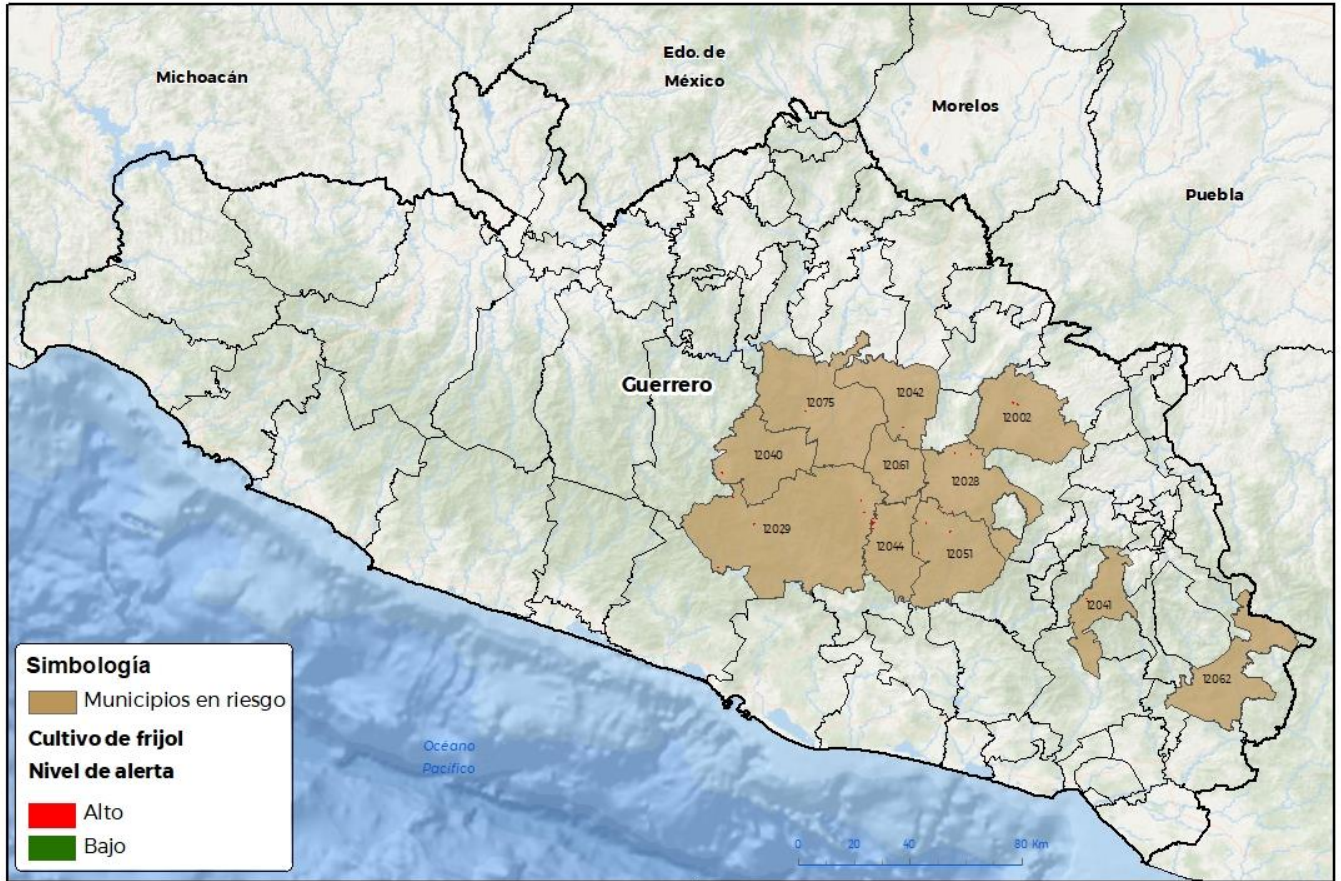 Michoacán
Edo. de
México
Morelos
Puebla
Guerrero
12075
12042
12002
12040
12061
12028
12029
12044
12051
12041
12062
Océano
Pacífico
Simbología
Municipios en riesgo
Cultivo de frijol
Nivel de alerta
Alto
Bajo
0 20 40 80 Km